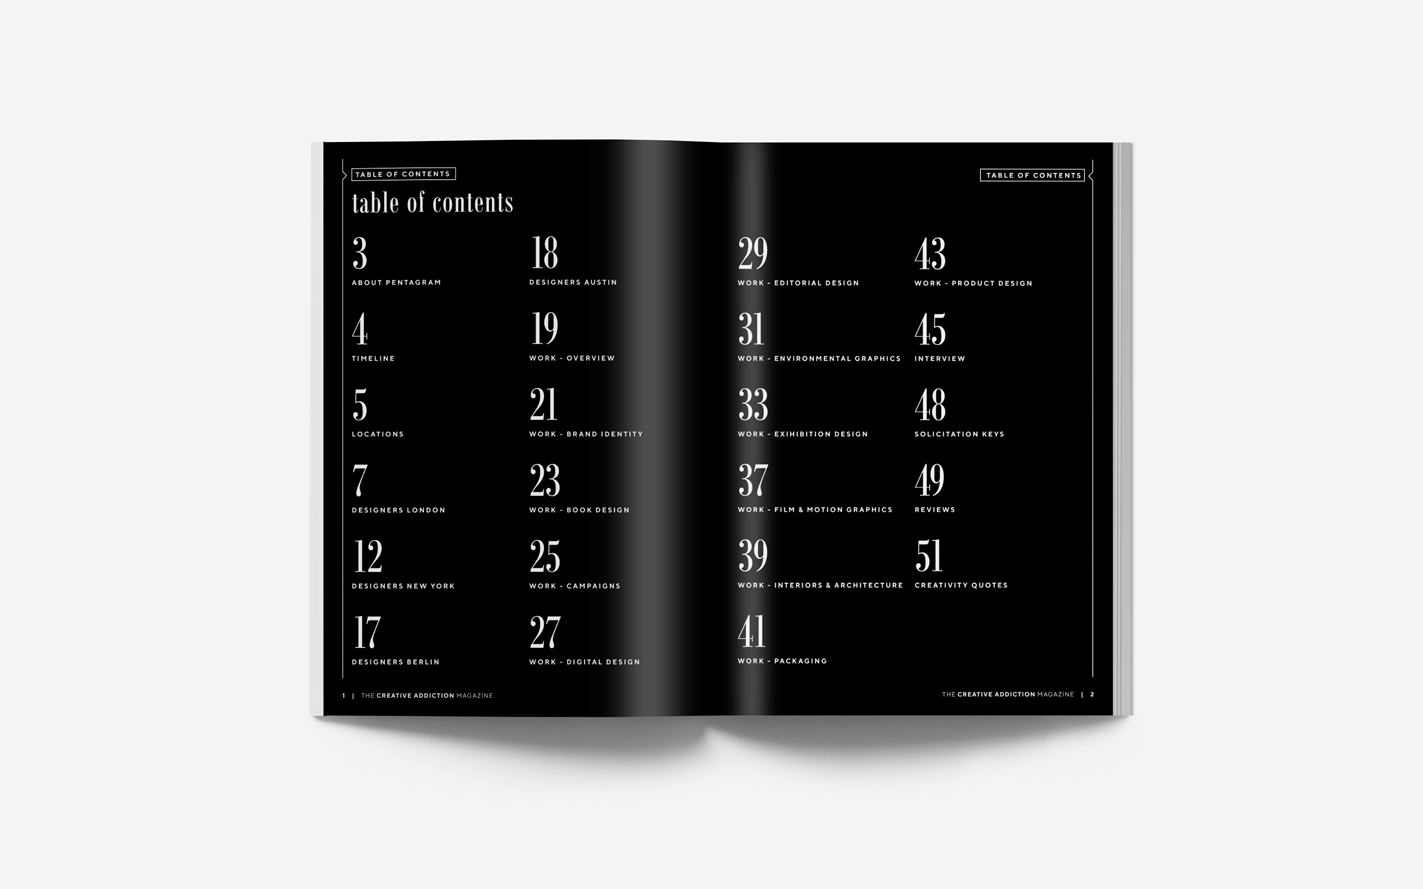 TABLE OF CONTENTS
table of contents
3
ABOUT PENTAGRAM
4
TIMELINE
5
LOCATIONS
7
DESIGNERS LONDON
12
DESIGNERS NEW YORK
17
DESIGNERS BERLIN
18
DESIGNERS AUSTIN
19
WORK - OVERVIEW
21
WORK - BRAND IDENTITY
23
WORK - BOOK DESIGN
25
WORK - CAMPAIGNS
27
WORK - DIGITAL DESIGN
1 | THE CREATIVE ADDICTION MAGAZINE
TABLE OF CONTENTS
29
WORK - EDITORIAL DESIGN
31
WORK - ENVIRONMENTAL GRAPHICS
33
WORK - EXIHIBITION DESIGN
37
WORK - FILM & MOTION GRAPHICS
39
WORK - INTERIORS & ARCHITECTURE
41
WORK - PACKAGING
43
WORK - PRODUCT DESIGN
45
INTERVIEW
48
SOLICITATION KEYS
49
REVIEWS
51
CREATIVITY QUOTES
THE CREATIVE ADDICTION MAGAZINE | 2